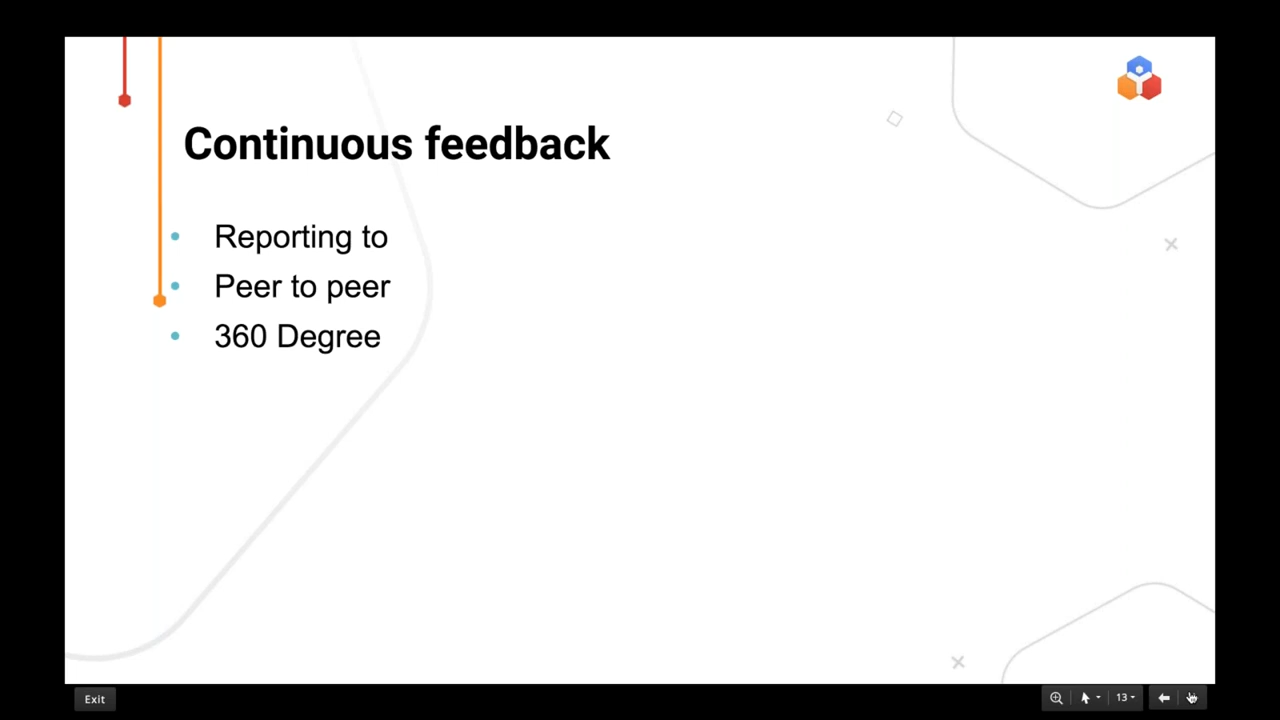 Continuous feedback
• Reporting to
• Peer to peer
• 360 Degree
Exit
13